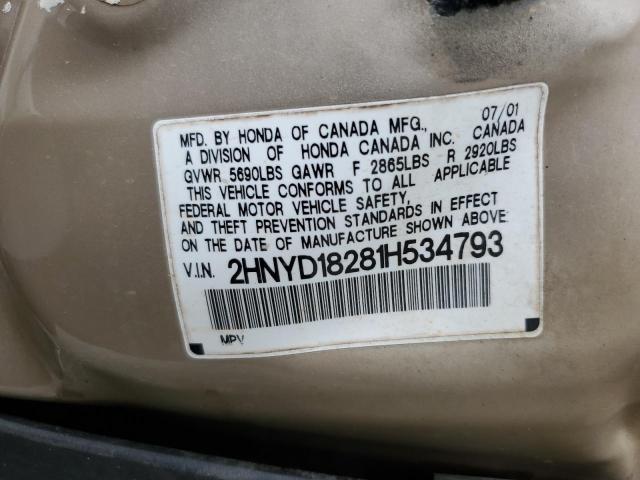 07/01
MFD. BY HONDA OF CANADA MFG., CANADA
A DIVISION OF HONDA CANADA INC.
GVWR 5690LBS GAWR F 2865LBS R 2920LBS
THIS VEHICLE CONFORMS TO ALL APPLICABLE
FEDERAL MOTOR VEHICLE SAFETY,
AND THEFT PREVENTION STANDARDS IN EFFECT
ON THE DATE OF MANUFACTURE SHOWN ABOVE.
V.I.N. 2HNYD18281H534793
MPV